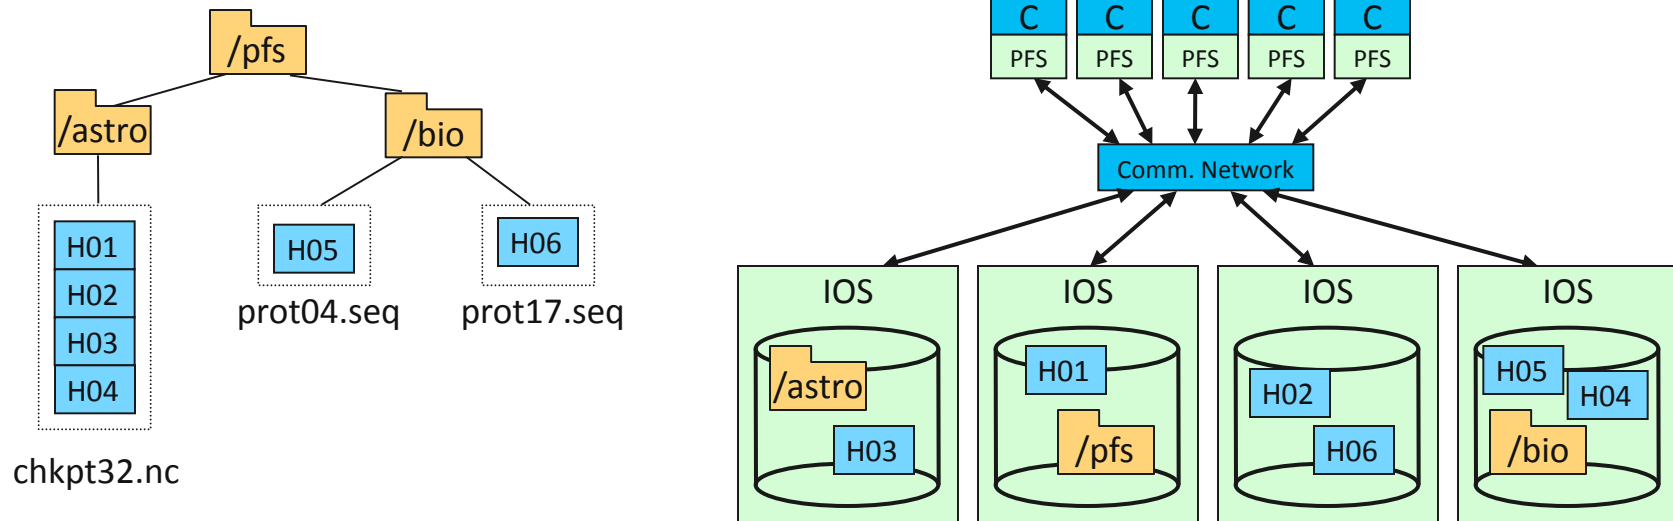 /pfs
/astro
/bio
H01
H02
H03
H04
H05
H06
prot04.seq
prot17.seq
chkpt32.nc
C C C C C
PFS PFS PFS PFS PFS
Comm. Network
IOS IOS IOS IOS
/astro
H03
H01
/pfs
H02
H06
H05
H04
/bio